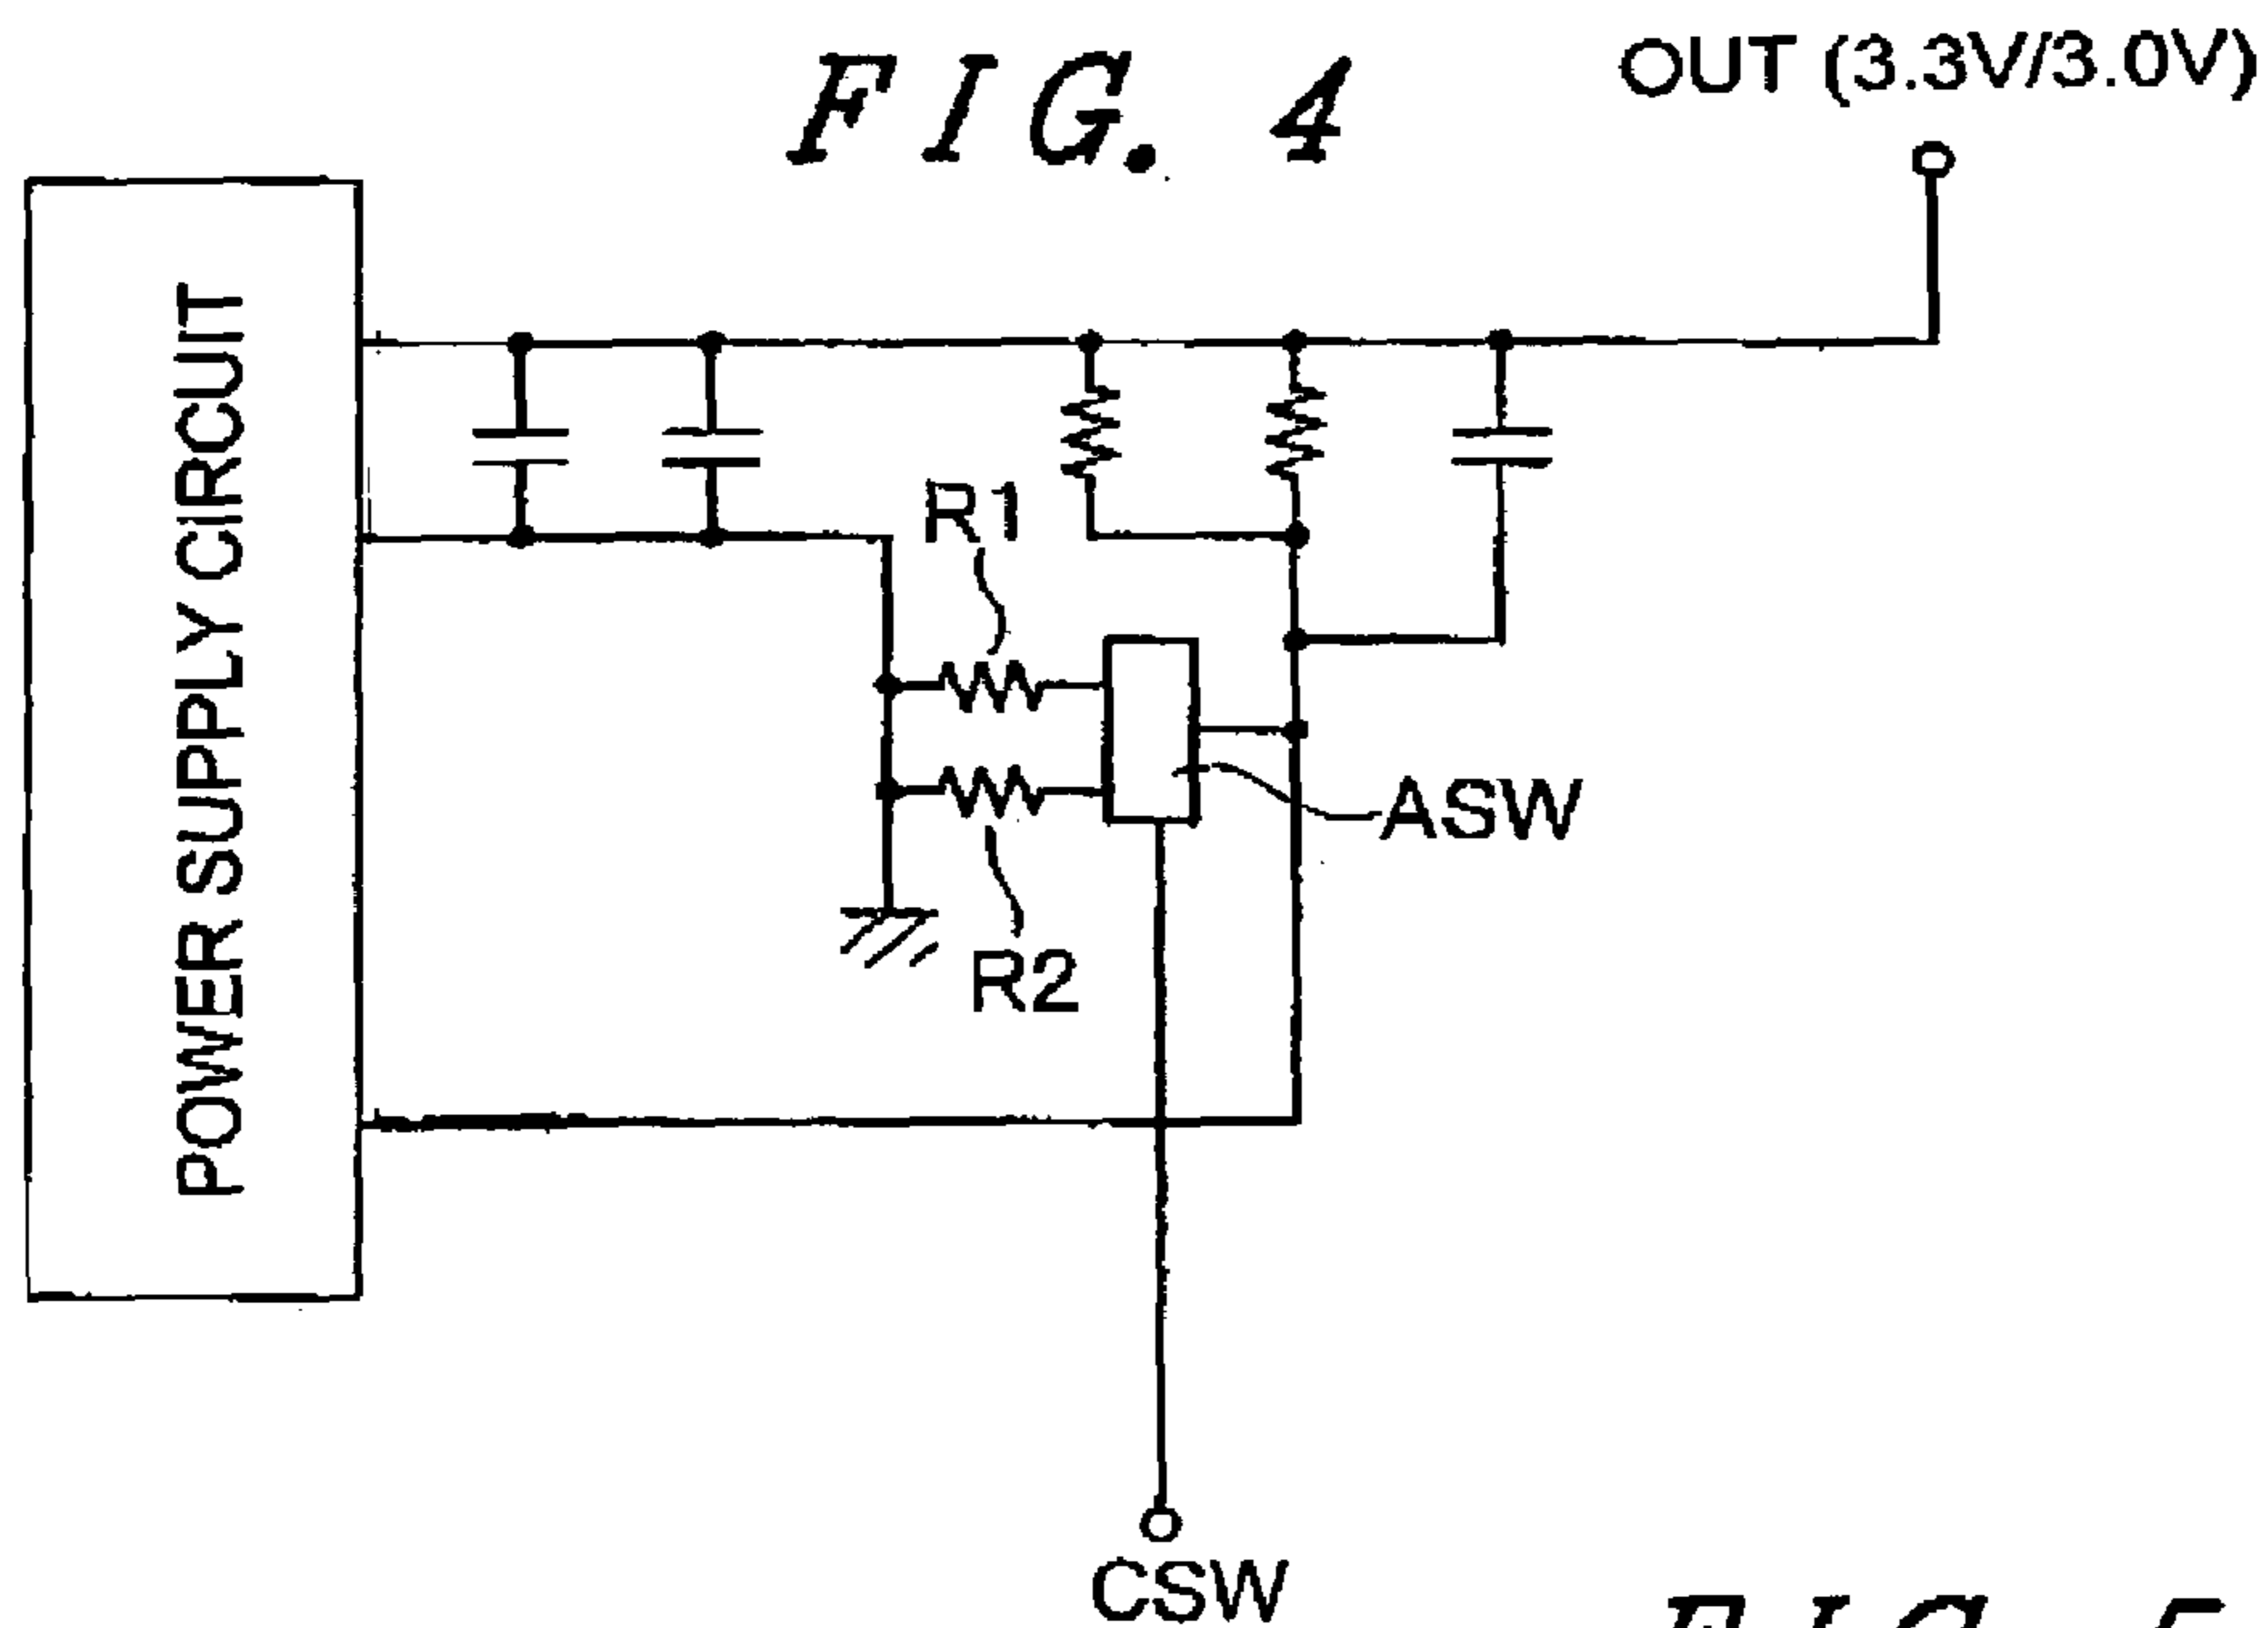 FIG. 4
OUT (3.3V/3.0V)
POWER SUPPLY CIRCUIT
R1
ASW
R2
CSW